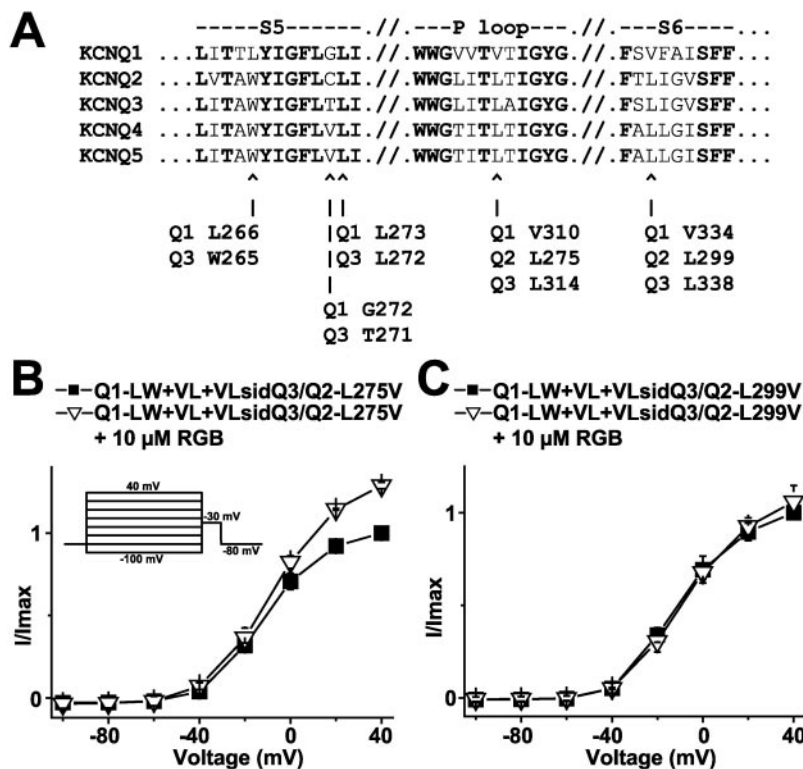 A
-----S5------.//.---P loop----.//.----S6-----
KCNQ1 ...LITTLYIGFLGLI.//.WWGVVTVTIGYG.//.FSVFAISFF...
KCNQ2 ...LVTAWYIGFLCLI.//.WWGLITLTIGYG.//.FTLIGVSFF...
KCNQ3 ...LITAWYIGFLTLI.//.WWGLITLAIGYG.//.FSLIGVSFF...
KCNQ4 ...LITAWYIGFLVLI.//.WWGTITLTIGYG.//.FALLGISFF...
KCNQ5 ...LITAWYIGFLVLI.//.WWGTITLTIGYG.//.FALLGISFF...
^ ^^ ^ ^
| || | |
Q1 L266 | Q1 L273 Q1 V310 Q1 V334
Q3 W265 | Q3 L272 Q2 L275 Q2 L299
| Q3 L314 Q3 L338
Q1 G272
Q3 T271
B
Q1-LW+VL+VLsidQ3/Q2-L275V
Q1-LW+VL+VLsidQ3/Q2-L275V
+ 10 µM RGB
I/Imax
1
0
40 mV
-30 mV
-80 mV
-100 mV
-80 -40 0 40
Voltage (mV)
C
Q1-LW+VL+VLsidQ3/Q2-L299V
Q1-LW+VL+VLsidQ3/Q2-L299V
+ 10 µM RGB
I/Imax
1
0
-80 -40 0 40
Voltage (mV)